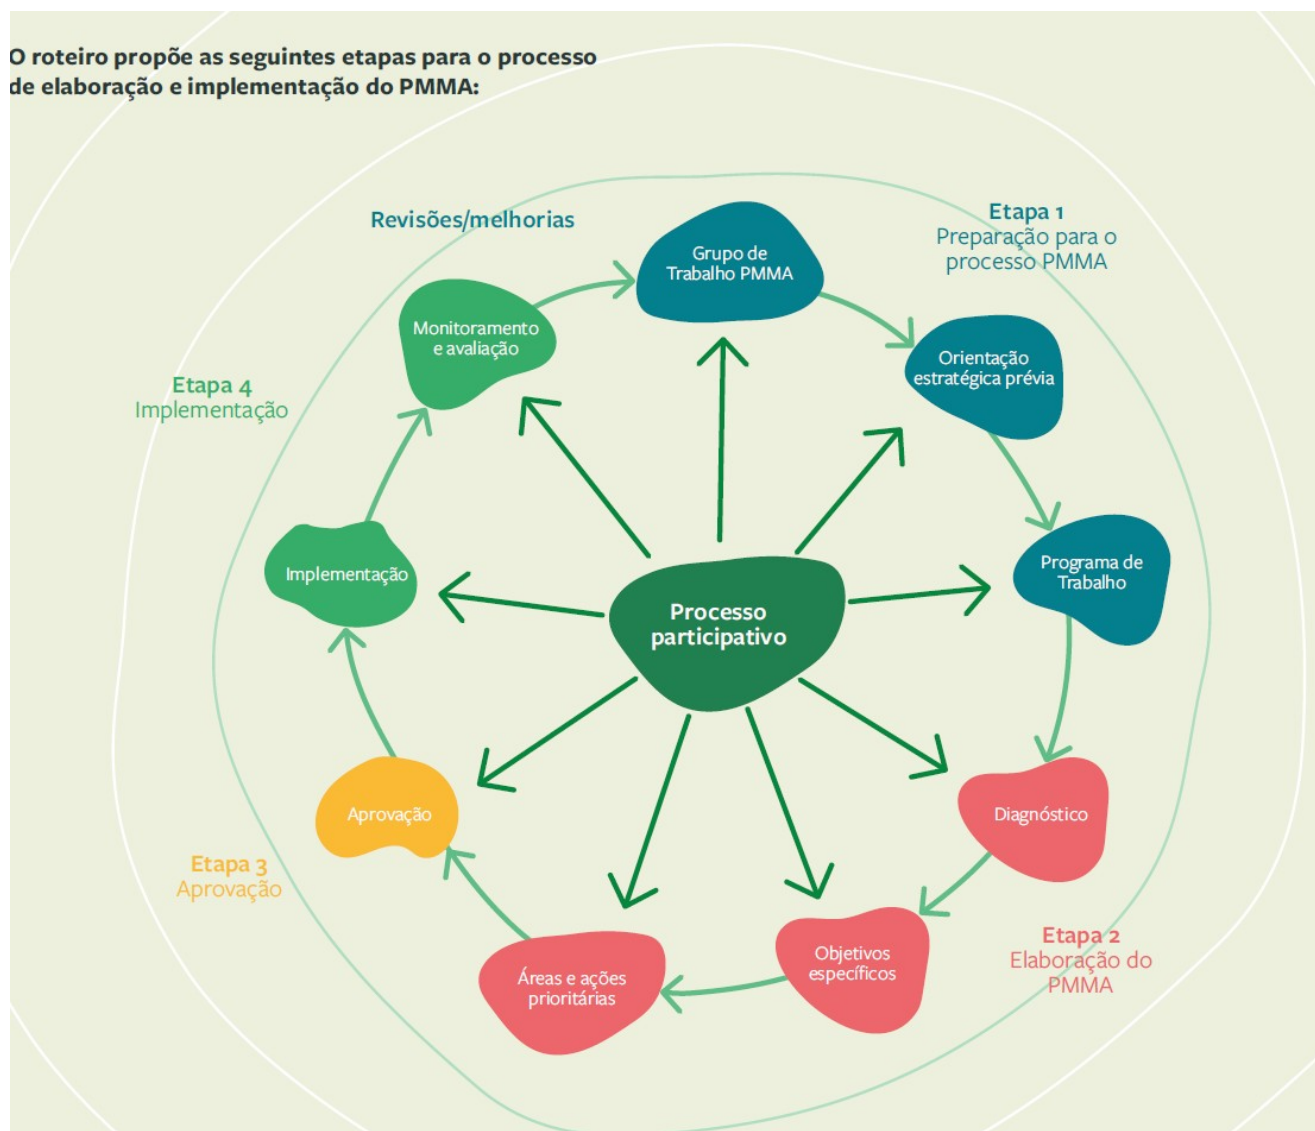 O roteiro propõe as seguintes etapas para o processo
de elaboração e implementação do PMMA:
Revisões/melhorias
Grupo de
Trabalho PMMA
Etapa 1
Preparação para o
processo PMMA
Orientação
estratégica prévia
Programa de
Trabalho
Diagnóstico
Etapa 2
Elaboração do
PMMA
Objetivos
específicos
Áreas e ações
prioritárias
Etapa 3
Aprovação
Aprovação
Implementação
Etapa 4
Implementação
Monitoramento
e avaliação
Processo
participativo